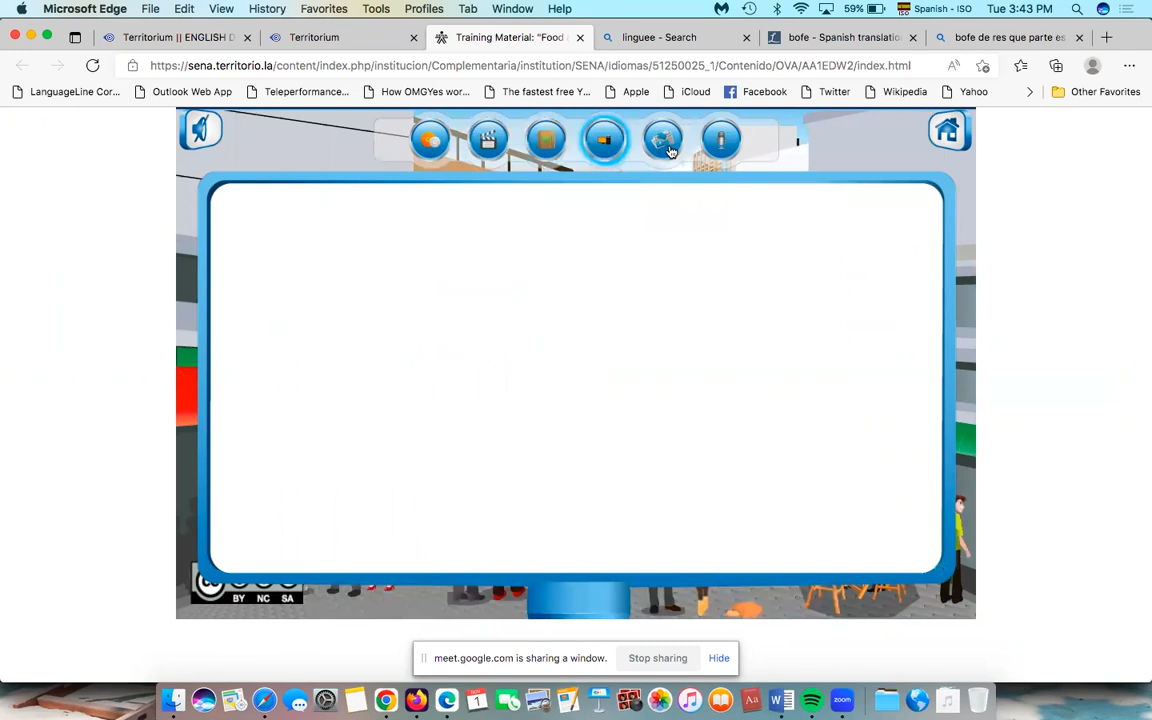 Microsoft Edge File Edit View History Favorites Tools Profiles Tab Window Help 59% Spanish - ISO Tue 3:43 PM
Territorium || ENGLISH D Territorium Training Material: "Food linguee - Search bofe - Spanish translation bofe de res que parte es
https://sena.territorio.la/content/index.php/institucion/Complementaria/institution/SENA/Idiomas/51250025_1/Contenido/OVA/AA1EDW2/index.html
LanguageLine Cor... Outlook Web App Teleperformance... How OMGYes wor... The fastest free Y... Apple iCloud Facebook Twitter Wikipedia Yahoo Other Favorites
BY NC SA
meet.google.com is sharing a window. Stop sharing Hide